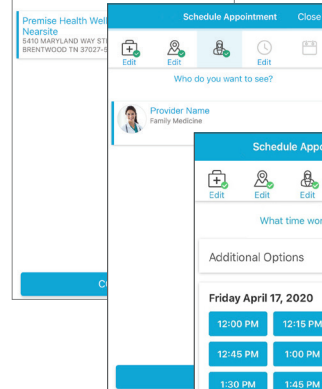 Premise Health Well
Nearsite
5410 MARYLAND WAY ST
BRENTWOOD TN 37027-5
Schedule Appointment
Close
Edit
Edit
Edit
Who do you want to see?
Provider Name
Family Medicine
Schedule Appo
Edit
Edit
Edit
What time wor
Additional Options
Friday April 17, 2020
12:00 PM
12:15 PM
12:45 PM
1:00 PM
1:30 PM
1:45 PM